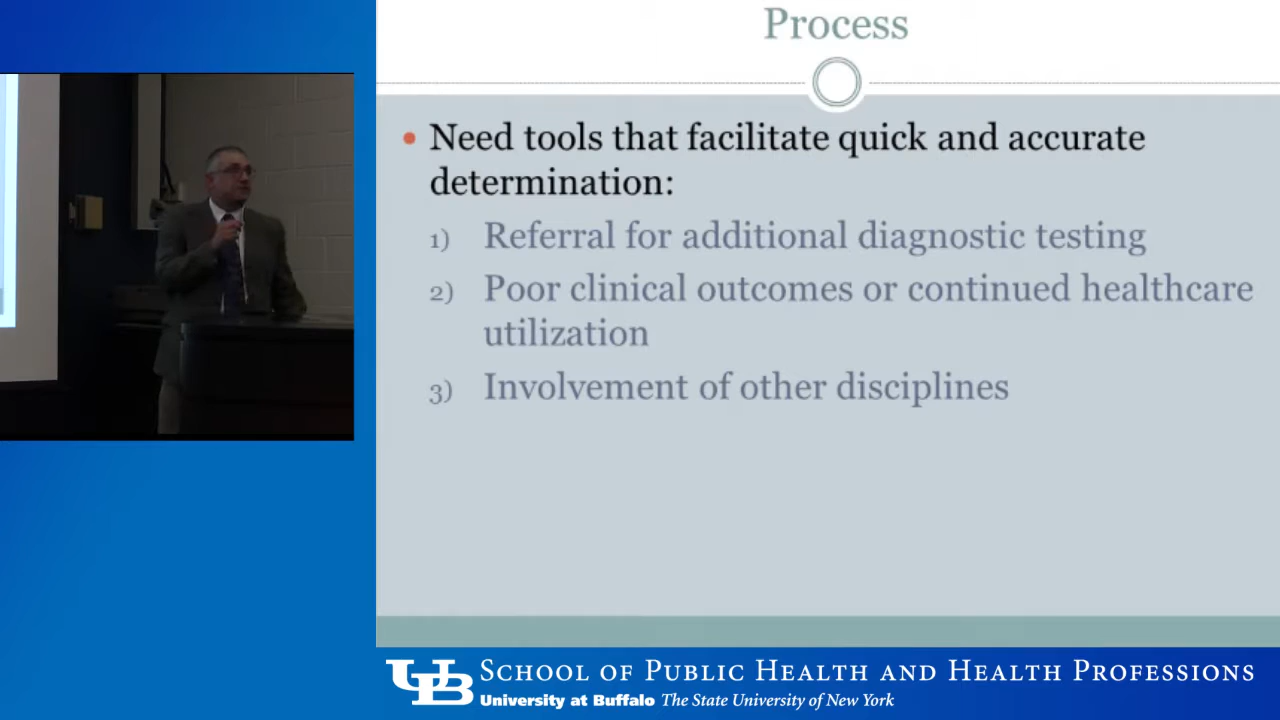 Process
• Need tools that facilitate quick and accurate
determination:
1) Referral for additional diagnostic testing
2) Poor clinical outcomes or continued healthcare
utilization
3) Involvement of other disciplines
UB SCHOOL OF PUBLIC HEALTH AND HEALTH PROFESSIONS
University at Buffalo The State University of New York